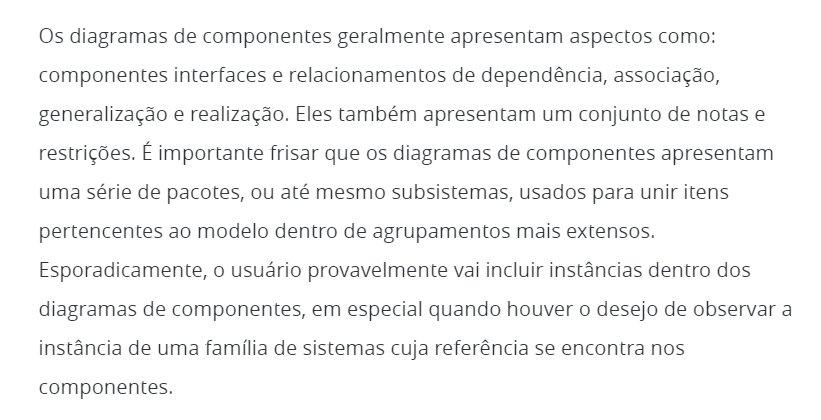 Os diagramas de componentes geralmente apresentam aspectos como:
componentes interfaces e relacionamentos de dependência, associação,
generalização e realização. Eles também apresentam um conjunto de notas e
restrições. É importante frisar que os diagramas de componentes apresentam
uma série de pacotes, ou até mesmo subsistemas, usados para unir itens
pertencentes ao modelo dentro de agrupamentos mais extensos.
Esporadicamente, o usuário provavelmente vai incluir instâncias dentro dos
diagramas de componentes, em especial quando houver o desejo de observar a
instância de uma família de sistemas cuja referência se encontra nos
componentes.